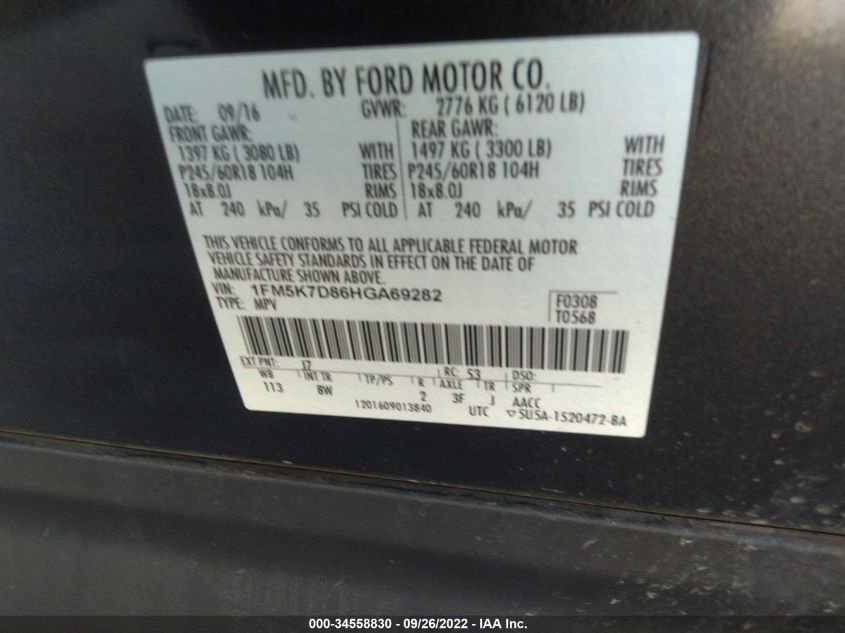 MFD. BY FORD MOTOR CO.
DATE: 09/16 GVWR: 2776 KG ( 6120 LB)
FRONT GAWR: REAR GAWR:
1397 KG ( 3080 LB) WITH 1497 KG ( 3300 LB) WITH
P245/60R18 104H TIRES P245/60R18 104H TIRES
18x8.0J RIMS 18x8.0J RIMS
AT 240 kPa/ 35 PSI COLD AT 240 kPa/ 35 PSI COLD
THIS VEHICLE CONFORMS TO ALL APPLICABLE FEDERAL MOTOR
VEHICLE SAFETY STANDARDS IN EFFECT ON THE DATE OF
MANUFACTURE SHOWN ABOVE.
VIN: 1FM5K7D86HGA69282 F0308
TYPE: MPV T0568
EXT PNT: J7 RC: 53 DSO:
WB INT TR TP/PS R AXLE TR SPR
113 8W 2 3F J AACC
1201609013840 UTC ▽5U5A-1520472-BA
000-34558830 - 09/26/2022 - IAA Inc.